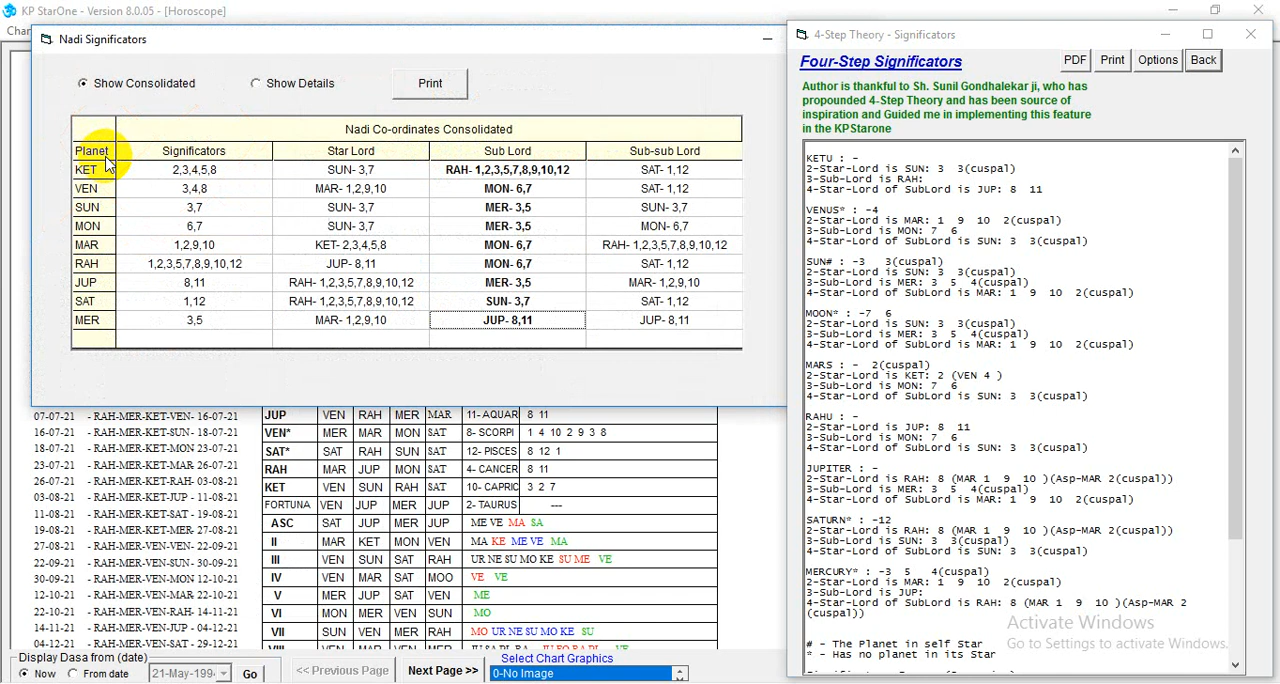 KP StarOne - Version 8.0.05 - [Horoscope]
Nadi Significators
Show Consolidated Show Details Print
Nadi Co-ordinates Consolidated
Planet Significators Star Lord Sub Lord Sub-sub Lord
KET 2,3,4,5,8 SUN- 3,7 RAH- 1,2,3,5,7,8,9,10,12 SAT- 1,12
VEN 3,4,8 MAR- 1,2,9,10 MON- 6,7 SAT- 1,12
SUN 3,7 SUN- 3,7 MER- 3,5 SUN- 3,7
MON 6,7 SUN- 3,7 MER- 3,5 MON- 6,7
MAR 1,2,9,10 KET- 2,3,4,5,8 MON- 6,7 RAH- 1,2,3,5,7,8,9,10,12
RAH 1,2,3,5,7,8,9,10,12 JUP- 8,11 MON- 6,7 SAT- 1,12
JUP 8,11 RAH- 1,2,3,5,7,8,9,10,12 MER- 3,5 MAR- 1,2,9,10
SAT 1,12 RAH- 1,2,3,5,7,8,9,10,12 SUN- 3,7 SAT- 1,12
MER 3,5 MAR- 1,2,9,10 JUP- 8,11 JUP- 8,11
07-07-21 - RAH-MER-KET-VEN- 16-07-21
16-07-21 - RAH-MER-KET-SUN - 18-07-21
18-07-21 - RAH-MER-KET-MON 23-07-21
23-07-21 - RAH-MER-KET-MAR 26-07-21
26-07-21 - RAH-MER-KET-RAH- 03-08-21
03-08-21 - RAH-MER-KET-JUP - 11-08-21
11-08-21 - RAH-MER-KET-SAT - 19-08-21
19-08-21 - RAH-MER-KET-MER- 27-08-21
27-08-21 - RAH-MER-VEN-VEN- 22-09-21
22-09-21 - RAH-MER-VEN-SUN - 30-09-21
30-09-21 - RAH-MER-VEN-MON 12-10-21
12-10-21 - RAH-MER-VEN-MAR 22-10-21
22-10-21 - RAH-MER-VEN-RAH- 14-11-21
14-11-21 - RAH-MER-VEN-JUP - 04-12-21
04-12-21 - RAH-MER-VEN-SAT - 29-12-21
JUP VEN RAH MER MAR 11- AQUAR 8 11
VEN* MER MAR MON SAT 8- SCORPI 1 4 10 2 9 3 8
SAT* SAT RAH SUN SAT 12- PISCES 8 12 1
RAH MAR JUP MON SAT 4- CANCER 8 11
KET VEN SUN RAH SAT 10- CAPRIC 3 2 7
FORTUNA VEN JUP MER JUP 2- TAURUS ---
ASC SAT JUP MER JUP ME VE MA SA
II MAR KET MON VEN MA KE ME VE MA
III VEN SUN SAT RAH UR NE SU MO KE SU ME VE
IV VEN MAR SAT MOO VE VE
V MER JUP SAT VEN ME
VI MON MER VEN SUN MO
VII SUN VEN MER RAH MO UR NE SU MO KE SU
Display Dasa from (date)
Now From date 21-May-199 Go << Previous Page Next Page >>
Select Chart Graphics
0-No Image
4-Step Theory - Significators
Four-Step Significators PDF Print Options Back
Author is thankful to Sh. Sunil Gondhalekar ji, who has
propounded 4-Step Theory and has been source of
inspiration and Guided me in implementing this feature
in the KPStarone
KETU : -
2-Star-Lord is SUN: 3 3(cuspal)
3-Sub-Lord is RAH:
4-Star-Lord of SubLord is JUP: 8 11
VENUS* : -4
2-Star-Lord is MAR: 1 9 10 2(cuspal)
3-Sub-Lord is MON: 7 6
4-Star-Lord of SubLord is SUN: 3 3(cuspal)
SUN# : -3 3(cuspal)
2-Star-Lord is SUN: 3 3(cuspal)
3-Sub-Lord is MER: 3 5 4(cuspal)
4-Star-Lord of SubLord is MAR: 1 9 10 2(cuspal)
MOON* : -7 6
2-Star-Lord is SUN: 3 3(cuspal)
3-Sub-Lord is MER: 3 5 4(cuspal)
4-Star-Lord of SubLord is MAR: 1 9 10 2(cuspal)
MARS : - 2(cuspal)
2-Star-Lord is KET: 2 (VEN 4 )
3-Sub-Lord is MON: 7 6
4-Star-Lord of SubLord is SUN: 3 3(cuspal)
RAHU : -
2-Star-Lord is JUP: 8 11
3-Sub-Lord is MON: 7 6
4-Star-Lord of SubLord is SUN: 3 3(cuspal)
JUPITER : -
2-Star-Lord is RAH: 8 (MAR 1 9 10 )(Asp-MAR 2(cuspal))
3-Sub-Lord is MER: 3 5 4(cuspal)
4-Star-Lord of SubLord is MAR: 1 9 10 2(cuspal)
SATURN* : -12
2-Star-Lord is RAH: 8 (MAR 1 9 10 )(Asp-MAR 2(cuspal))
3-Sub-Lord is SUN: 3 3(cuspal)
4-Star-Lord of SubLord is SUN: 3 3(cuspal)
MERCURY* : -3 5 4(cuspal)
2-Star-Lord is MAR: 1 9 10 2(cuspal)
3-Sub-Lord is JUP:
4-Star-Lord of SubLord is RAH: 8 (MAR 1 9 10 )(Asp-MAR 2
(cuspal))
# - The Planet in self Star
* - Has no planet in its Star
Activate Windows
Go to Settings to activate Windows.